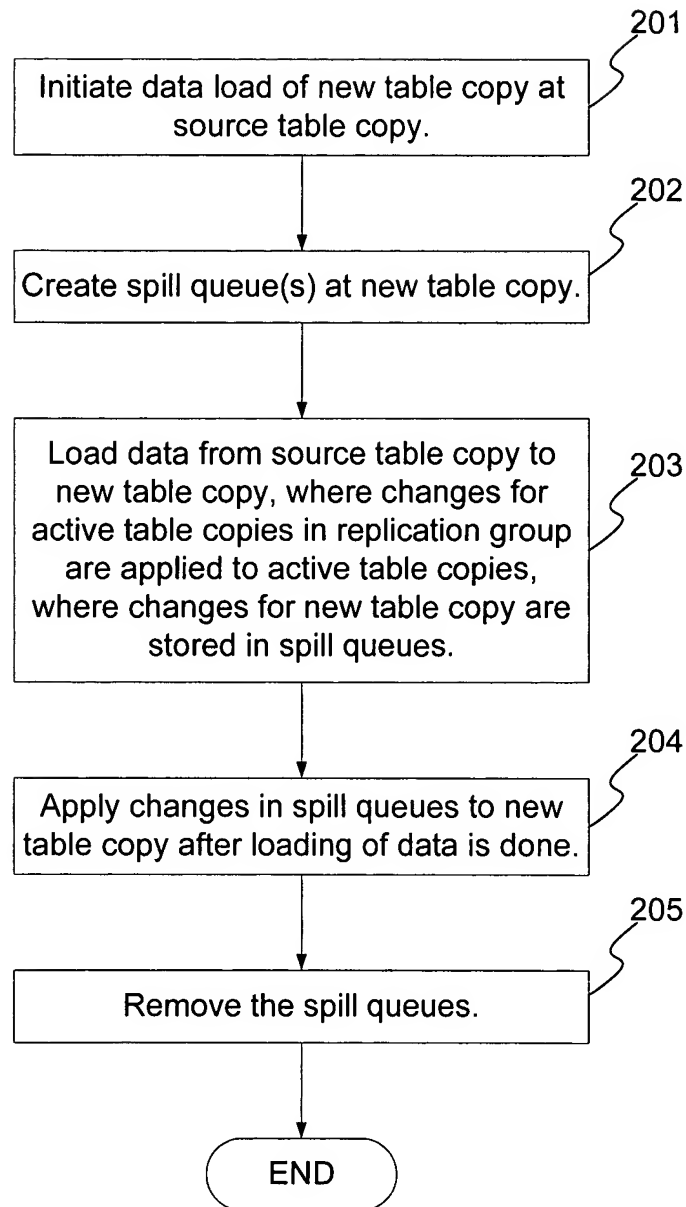 201
Initiate data load of new table copy at
source table copy.
202
Create spill queue(s) at new table copy.
203
Load data from source table copy to
new table copy, where changes for
active table copies in replication group
are applied to active table copies,
where changes for new table copy are
stored in spill queues.
204
Apply changes in spill queues to new
table copy after loading of data is done.
205
Remove the spill queues.
END